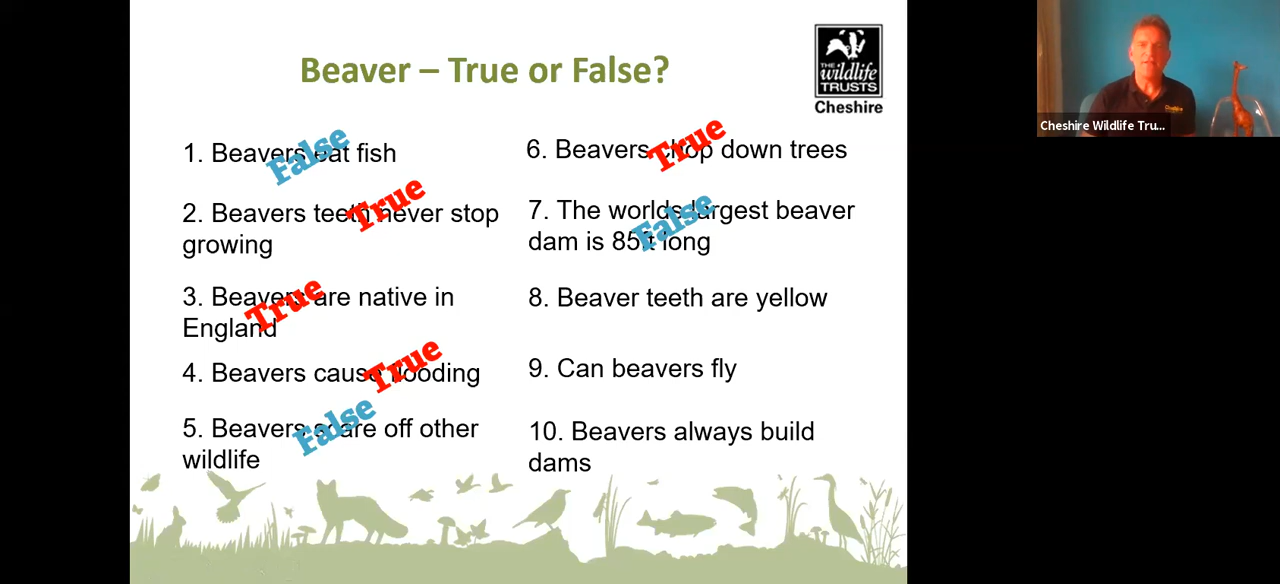 Beaver – True or False?
THE
wildlife
TRUSTS
Cheshire
1. Beavers eat fish
False
2. Beavers teeth never stop
growing
True
3. Beavers are native in
England
True
4. Beavers cause flooding
True
5. Beavers scare off other
wildlife
False
6. Beavers chop down trees
True
7. The worlds largest beaver
dam is 85ft long
False
8. Beaver teeth are yellow
9. Can beavers fly
10. Beavers always build
dams
Cheshire Wildlife Tru...